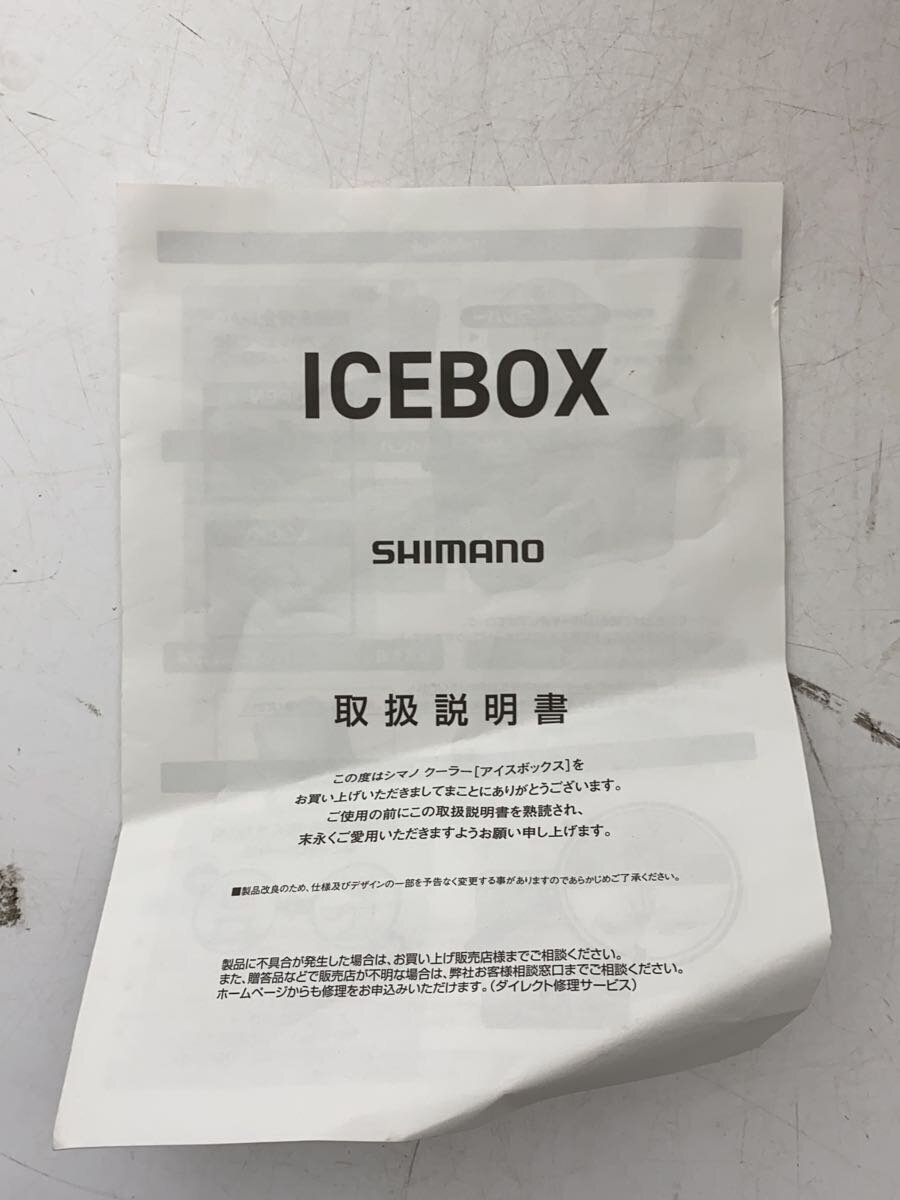 ICEBOX
SHIMANO
取扱説明書
この度はシマノ クーラー[アイスボックス]を
お買い上げいただきましてまことにありがとうございます。
ご使用の前にこの取扱説明書を熟読され、
末永くご愛用いただきますようお願い申し上げます。
■製品改良のため、仕様及びデザインの一部を予告なく変更する事がありますのであらかじめご了承ください。
製品に不具合が発生した場合は、お買い上げ販売店様までご相談ください。
また、贈答品などで販売店が不明な場合は、弊社お客様相談窓口までご相談ください。
ホームページからも修理をお申込みいただけます。(ダイレクト修理サービス)